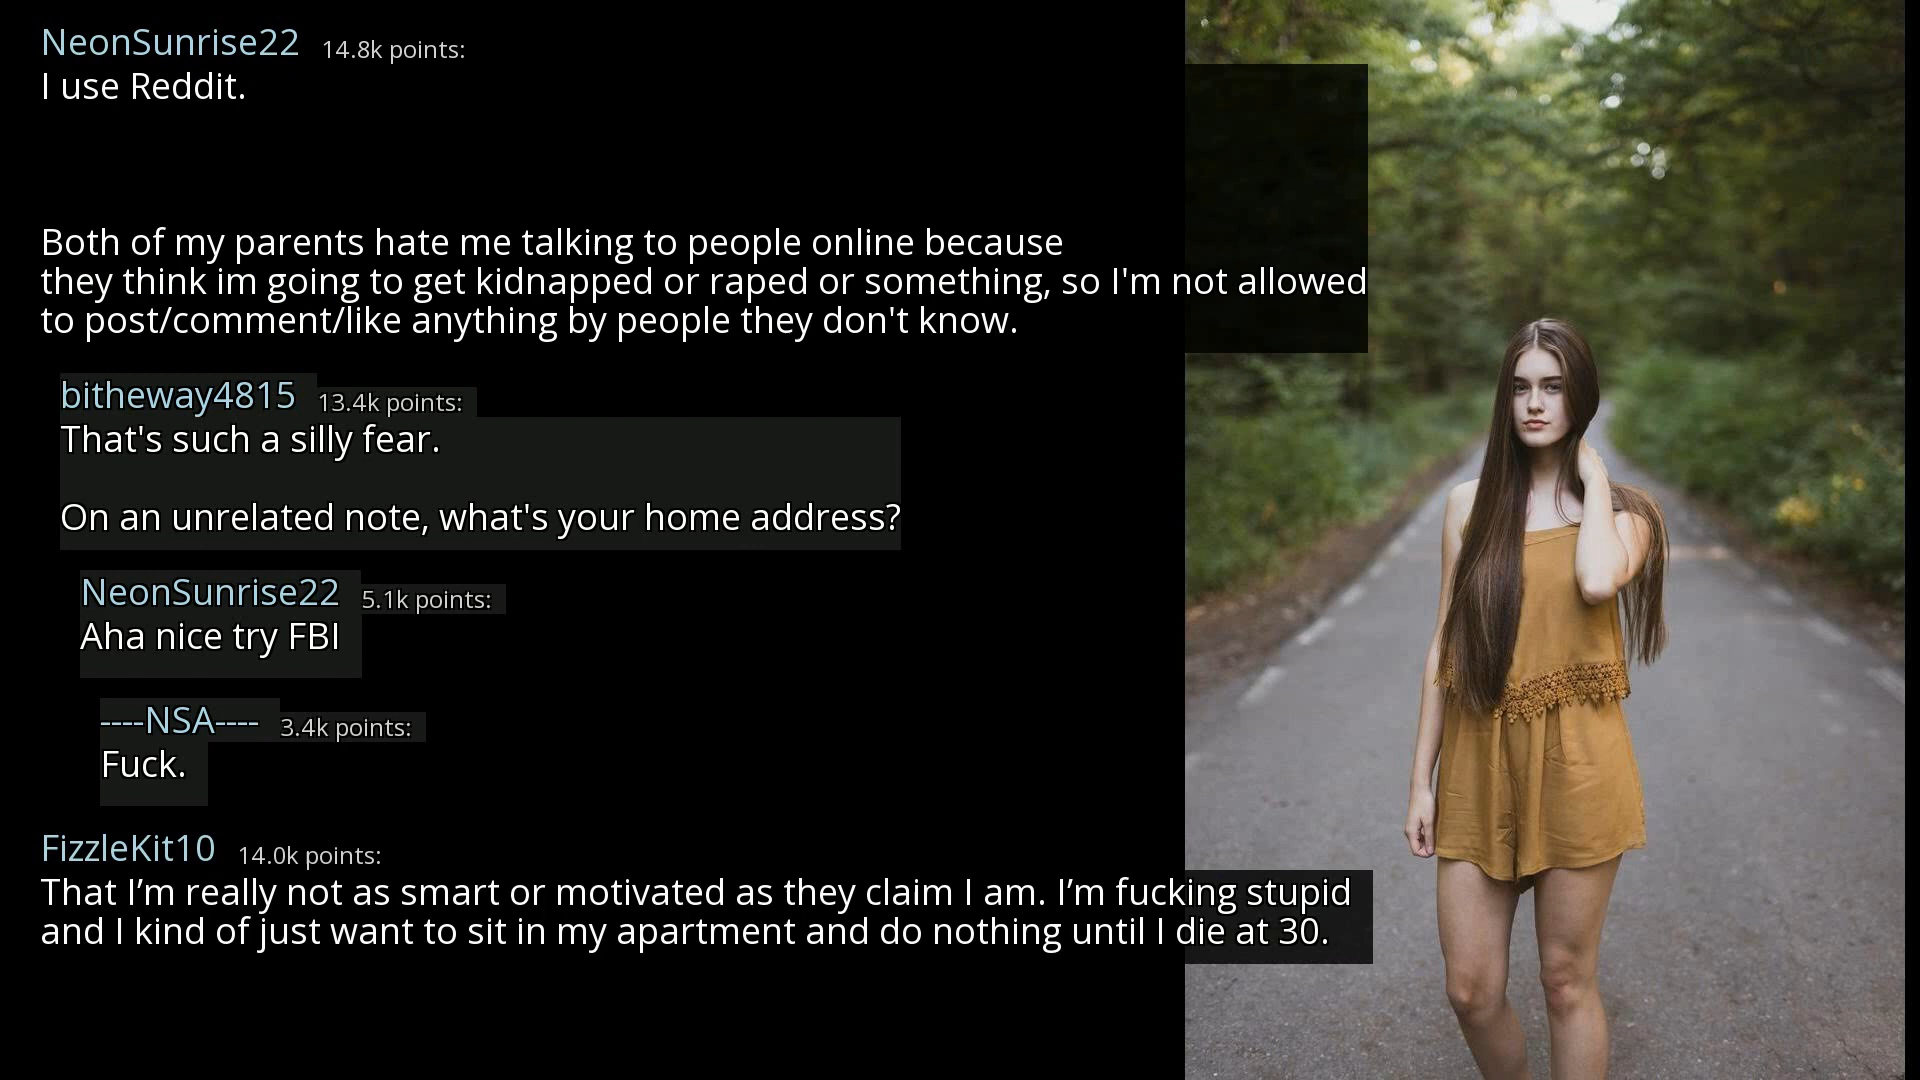 NeonSunrise22 14.8k points:
I use Reddit.
Both of my parents hate me talking to people online because
they think im going to get kidnapped or raped or something, so I'm not allowed
to post/comment/like anything by people they don't know.
bitheway4815 13.4k points:
That's such a silly fear.
On an unrelated note, what's your home address?
NeonSunrise22 5.1k points:
Aha nice try FBI
----NSA---- 3.4k points:
Fuck.
FizzleKit10 14.0k points:
That I’m really not as smart or motivated as they claim I am. I’m fucking stupid
and I kind of just want to sit in my apartment and do nothing until I die at 30.